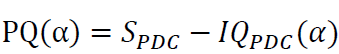 PQ(α) = S_PDC − IQ_PDC(α)